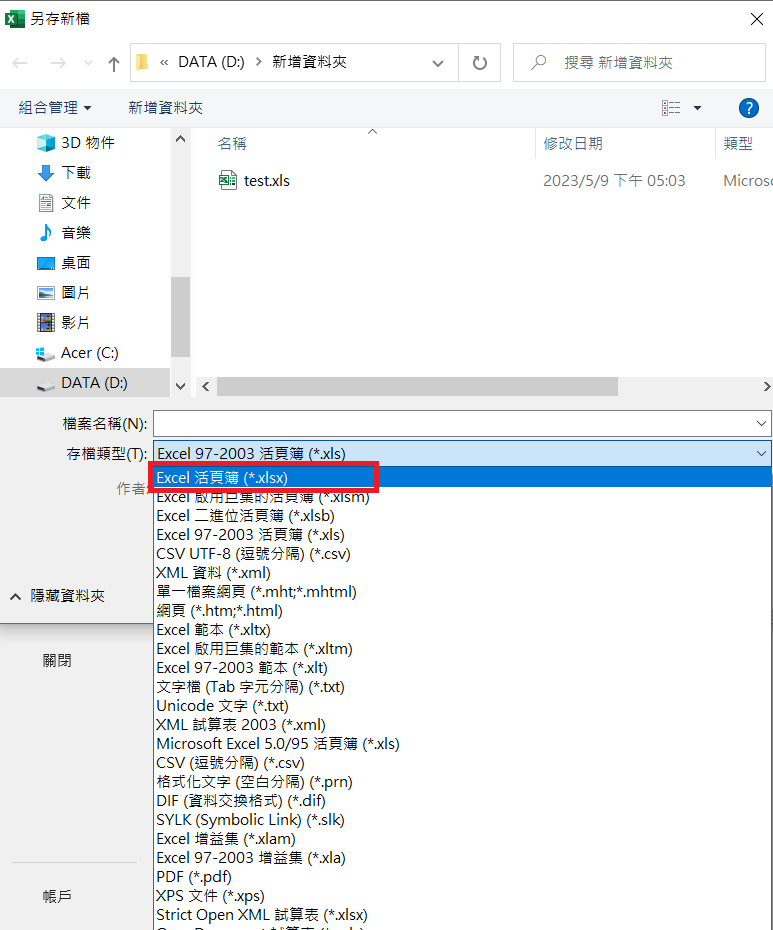 另存新檔
« DATA (D:) > 新增資料夾
搜尋 新增資料夾
組合管理
新增資料夾
?
3D 物件
下載
文件
音樂
桌面
圖片
影片
Acer (C:)
DATA (D:)
名稱
修改日期
類型
test.xls
2023/5/9 下午 05:03
Microso
檔案名稱(N):
存檔類型(T):
Excel 97-2003 活頁簿 (*.xls)
作者:
Excel 活頁簿 (*.xlsx)
Excel 啟用巨集的活頁簿 (*.xlsm)
Excel 二進位活頁簿 (*.xlsb)
Excel 97-2003 活頁簿 (*.xls)
CSV UTF-8 (逗號分隔) (*.csv)
XML 資料 (*.xml)
單一檔案網頁 (*.mht;*.mhtml)
網頁 (*.htm;*.html)
Excel 範本 (*.xltx)
Excel 啟用巨集的範本 (*.xltm)
Excel 97-2003 範本 (*.xlt)
文字檔 (Tab 字元分隔) (*.txt)
Unicode 文字 (*.txt)
XML 試算表 2003 (*.xml)
Microsoft Excel 5.0/95 活頁簿 (*.xls)
CSV (逗號分隔) (*.csv)
格式化文字 (空白分隔) (*.prn)
DIF (資料交換格式) (*.dif)
SYLK (Symbolic Link) (*.slk)
Excel 增益集 (*.xlam)
Excel 97-2003 增益集 (*.xla)
PDF (*.pdf)
XPS 文件 (*.xps)
Strict Open XML 試算表 (*.xlsx)
隱藏資料夾
關閉
帳戶